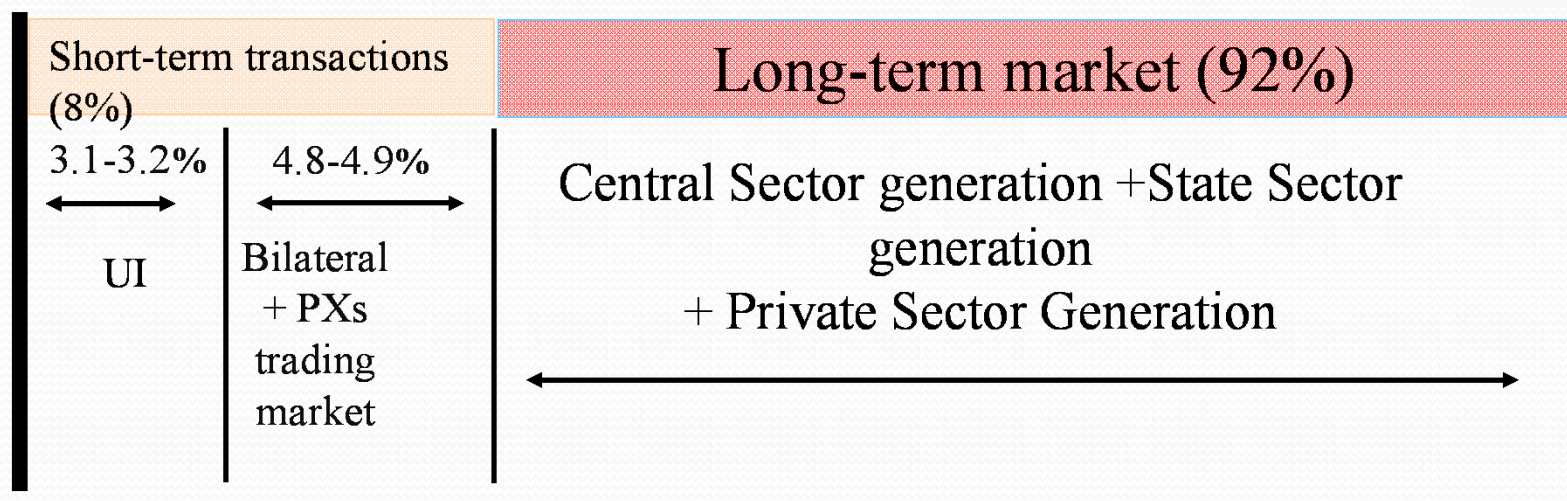 Short-term transactions
(8%)
Long-term market (92%)
3.1-3.2%
4.8-4.9%
UI
Bilateral
+ PXs
trading
market
Central Sector generation +State Sector
generation
+ Private Sector Generation